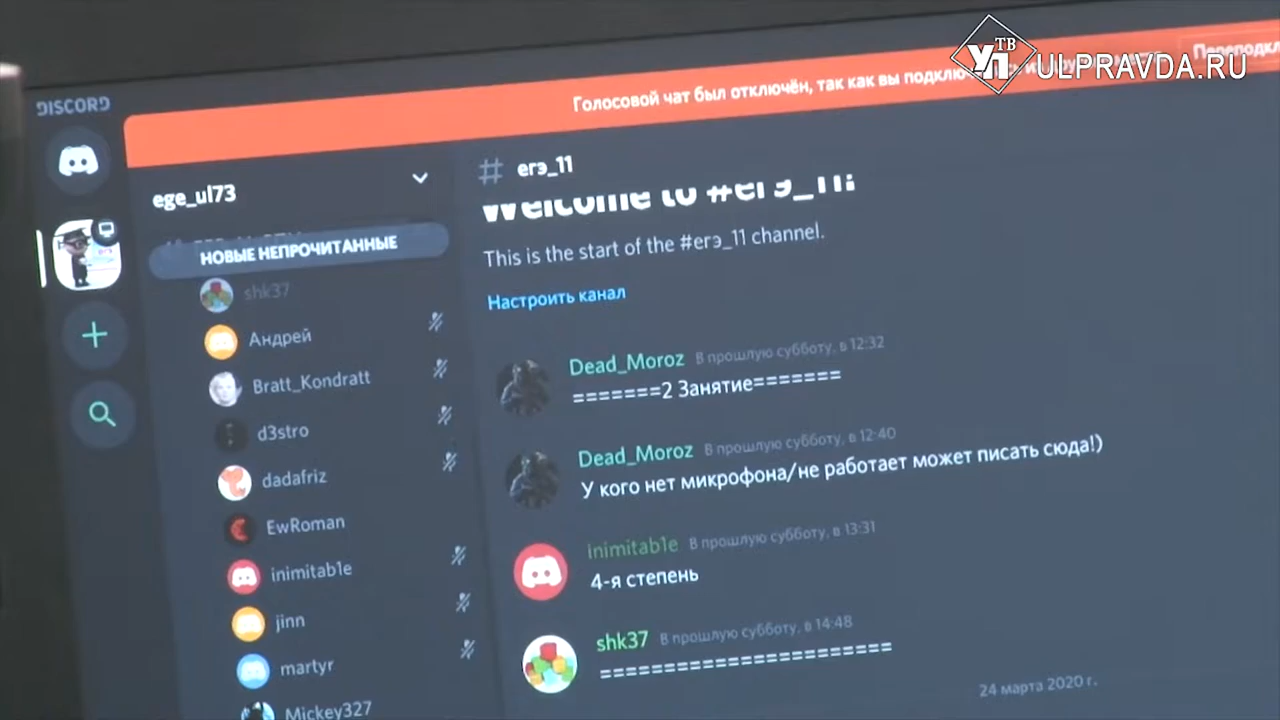 УП ТВ ULPRAVDA.RU
DISCORD
Голосовой чат был отключён, так как вы
ege_ul73
# егэ_11
Welcome to #егэ_11!
НОВЫЕ НЕПРОЧИТАННЫЕ
This is the start of the #егэ_11 channel.
Настроить канал
shk37
Андрей
Bratt_Kondratt
d3stro
dadafriz
EwRoman
inimitab1e
jinn
martyr
Mickey327
Dead_Moroz В прошлую субботу, в 12:32
=======2 Занятие=======
Dead_Moroz В прошлую субботу, в 12:40
У кого нет микрофона/не работает может писать сюда!)
inimitab1e В прошлую субботу, в 13:31
4-я степень
shk37 В прошлую субботу, в 14:48
=======================
24 марта 2020 г.